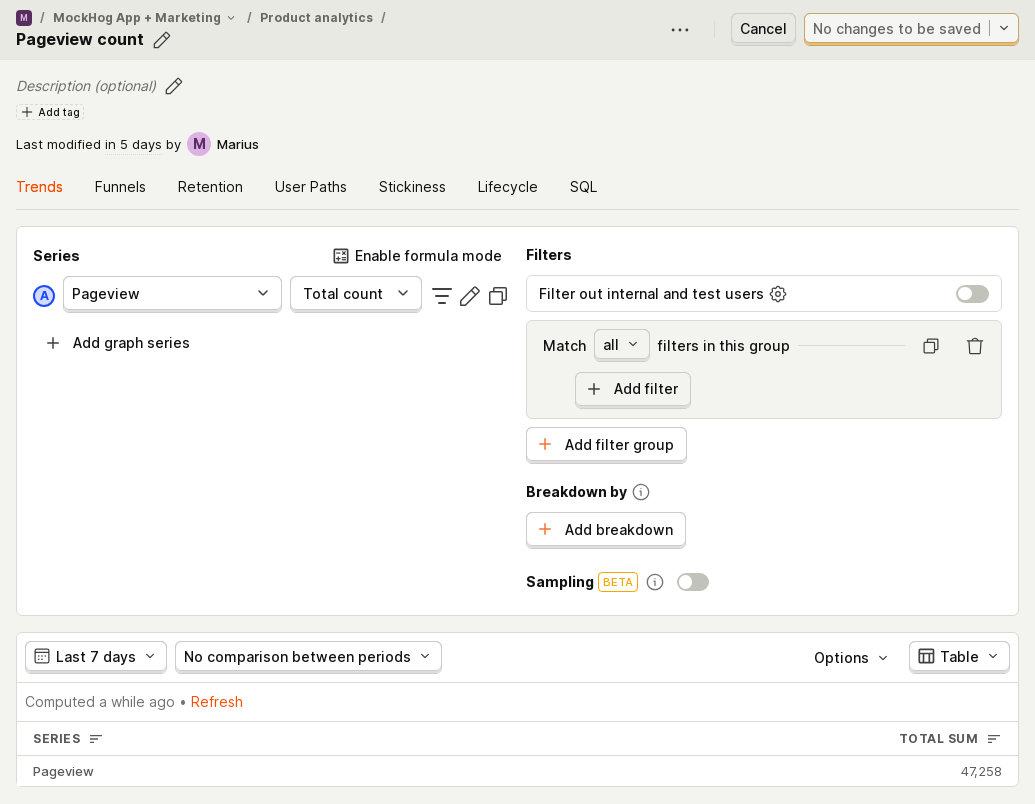 M / MockHog App + Marketing / Product analytics /
Pageview count
Cancel
No changes to be saved
Description (optional)
Add tag
Last modified in 5 days by M Marius
Trends Funnels Retention User Paths Stickiness Lifecycle SQL
Series
Enable formula mode
A Pageview Total count
Add graph series
Filters
Filter out internal and test users
Match all filters in this group
Add filter
Add filter group
Breakdown by
Add breakdown
Sampling BETA
Last 7 days No comparison between periods Options Table
Computed a while ago • Refresh
SERIES TOTAL SUM
Pageview 47,258